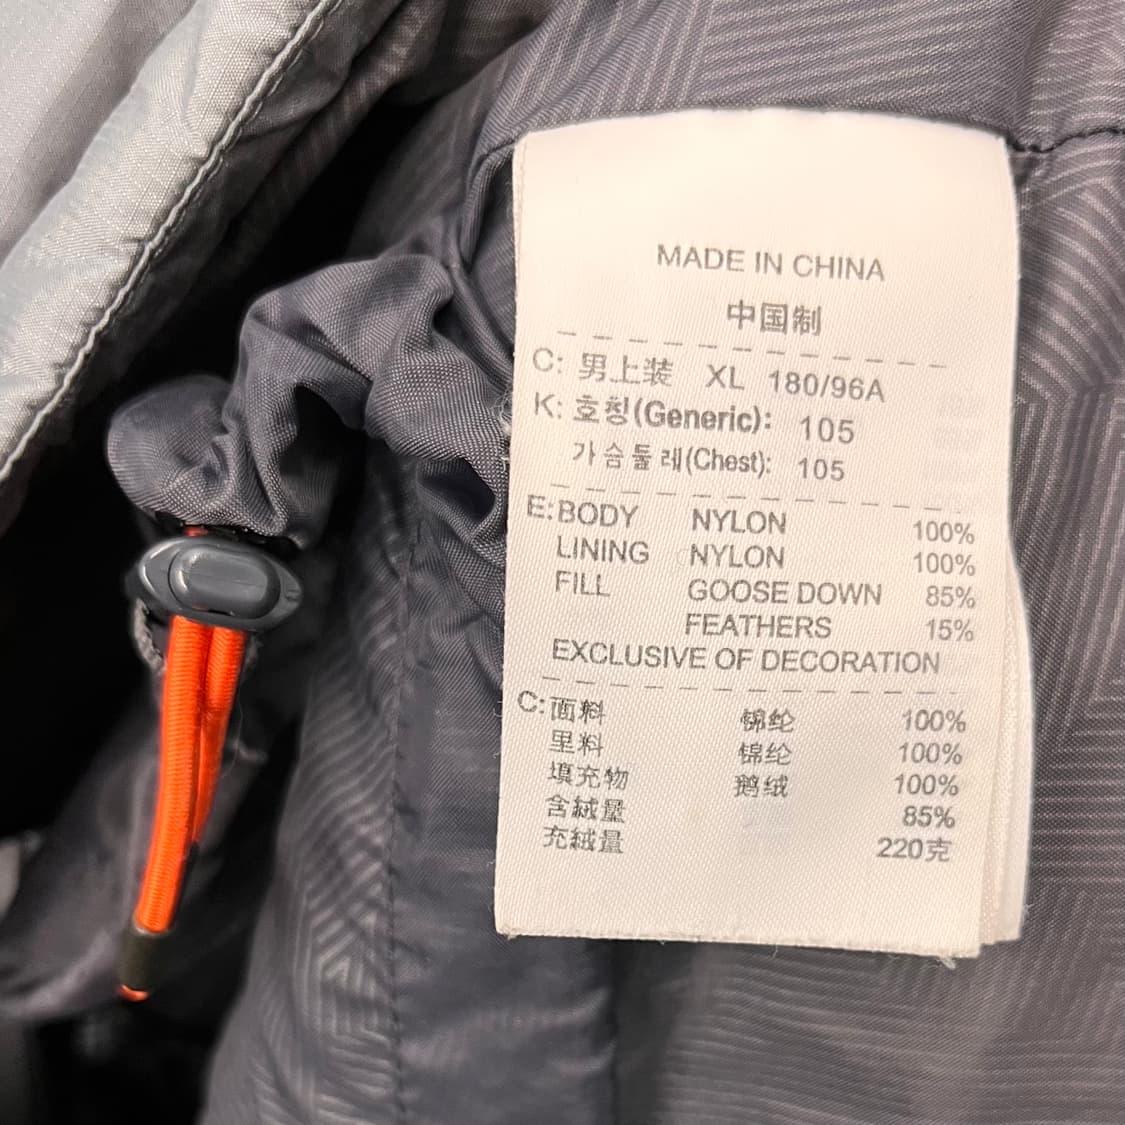 MADE IN CHINA
中国制
C: 男上装 XL 180/96A
K: 호칭(Generic): 105
가슴둘레(Chest): 105
E: BODY NYLON 100%
LINING NYLON 100%
FILL GOOSE DOWN 85%
FEATHERS 15%
EXCLUSIVE OF DECORATION
C: 面料 锦纶 100%
里料 锦纶 100%
填充物 鹅绒 100%
含絨量 85%
充絨量 220克